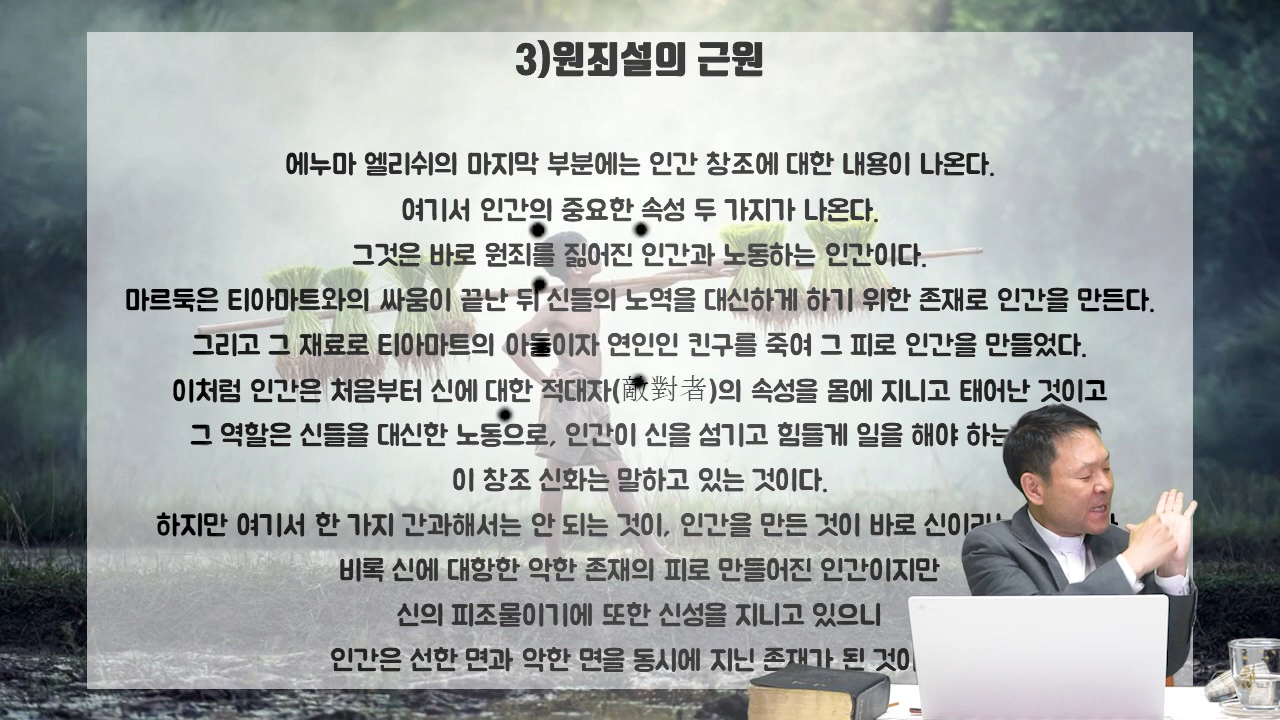 3)원죄설의 근원
에누마 엘리쉬의 마지막 부분에는 인간 창조에 대한 내용이 나온다.
여기서 인간의 중요한 속성 두 가지가 나온다.
그것은 바로 원죄를 짊어진 인간과 노동하는 인간이다.
마르둑은 티아마트와의 싸움이 끝난 뒤 신들의 노역을 대신하게 하기 위한 존재로 인간을 만든다.
그리고 그 재료로 티아마트의 아들이자 연인인 킨구를 죽여 그 피로 인간을 만들었다.
이처럼 인간은 처음부터 신에 대한 적대자(敵對者)의 속성을 몸에 지니고 태어난 것이고
그 역할은 신들을 대신한 노동으로, 인간이 신을 섬기고 힘들게 일을 해야 하는
이 창조 신화는 말하고 있는 것이다.
하지만 여기서 한 가지 간과해서는 안 되는 것이, 인간을 만든 것이 바로
비록 신에 대항한 악한 존재의 피로 만들어진 인간이지만
신의 피조물이기에 또한 신성을 지니고 있으니
인간은 선한 면과 악한 면을 동시에 지닌 존재가 된